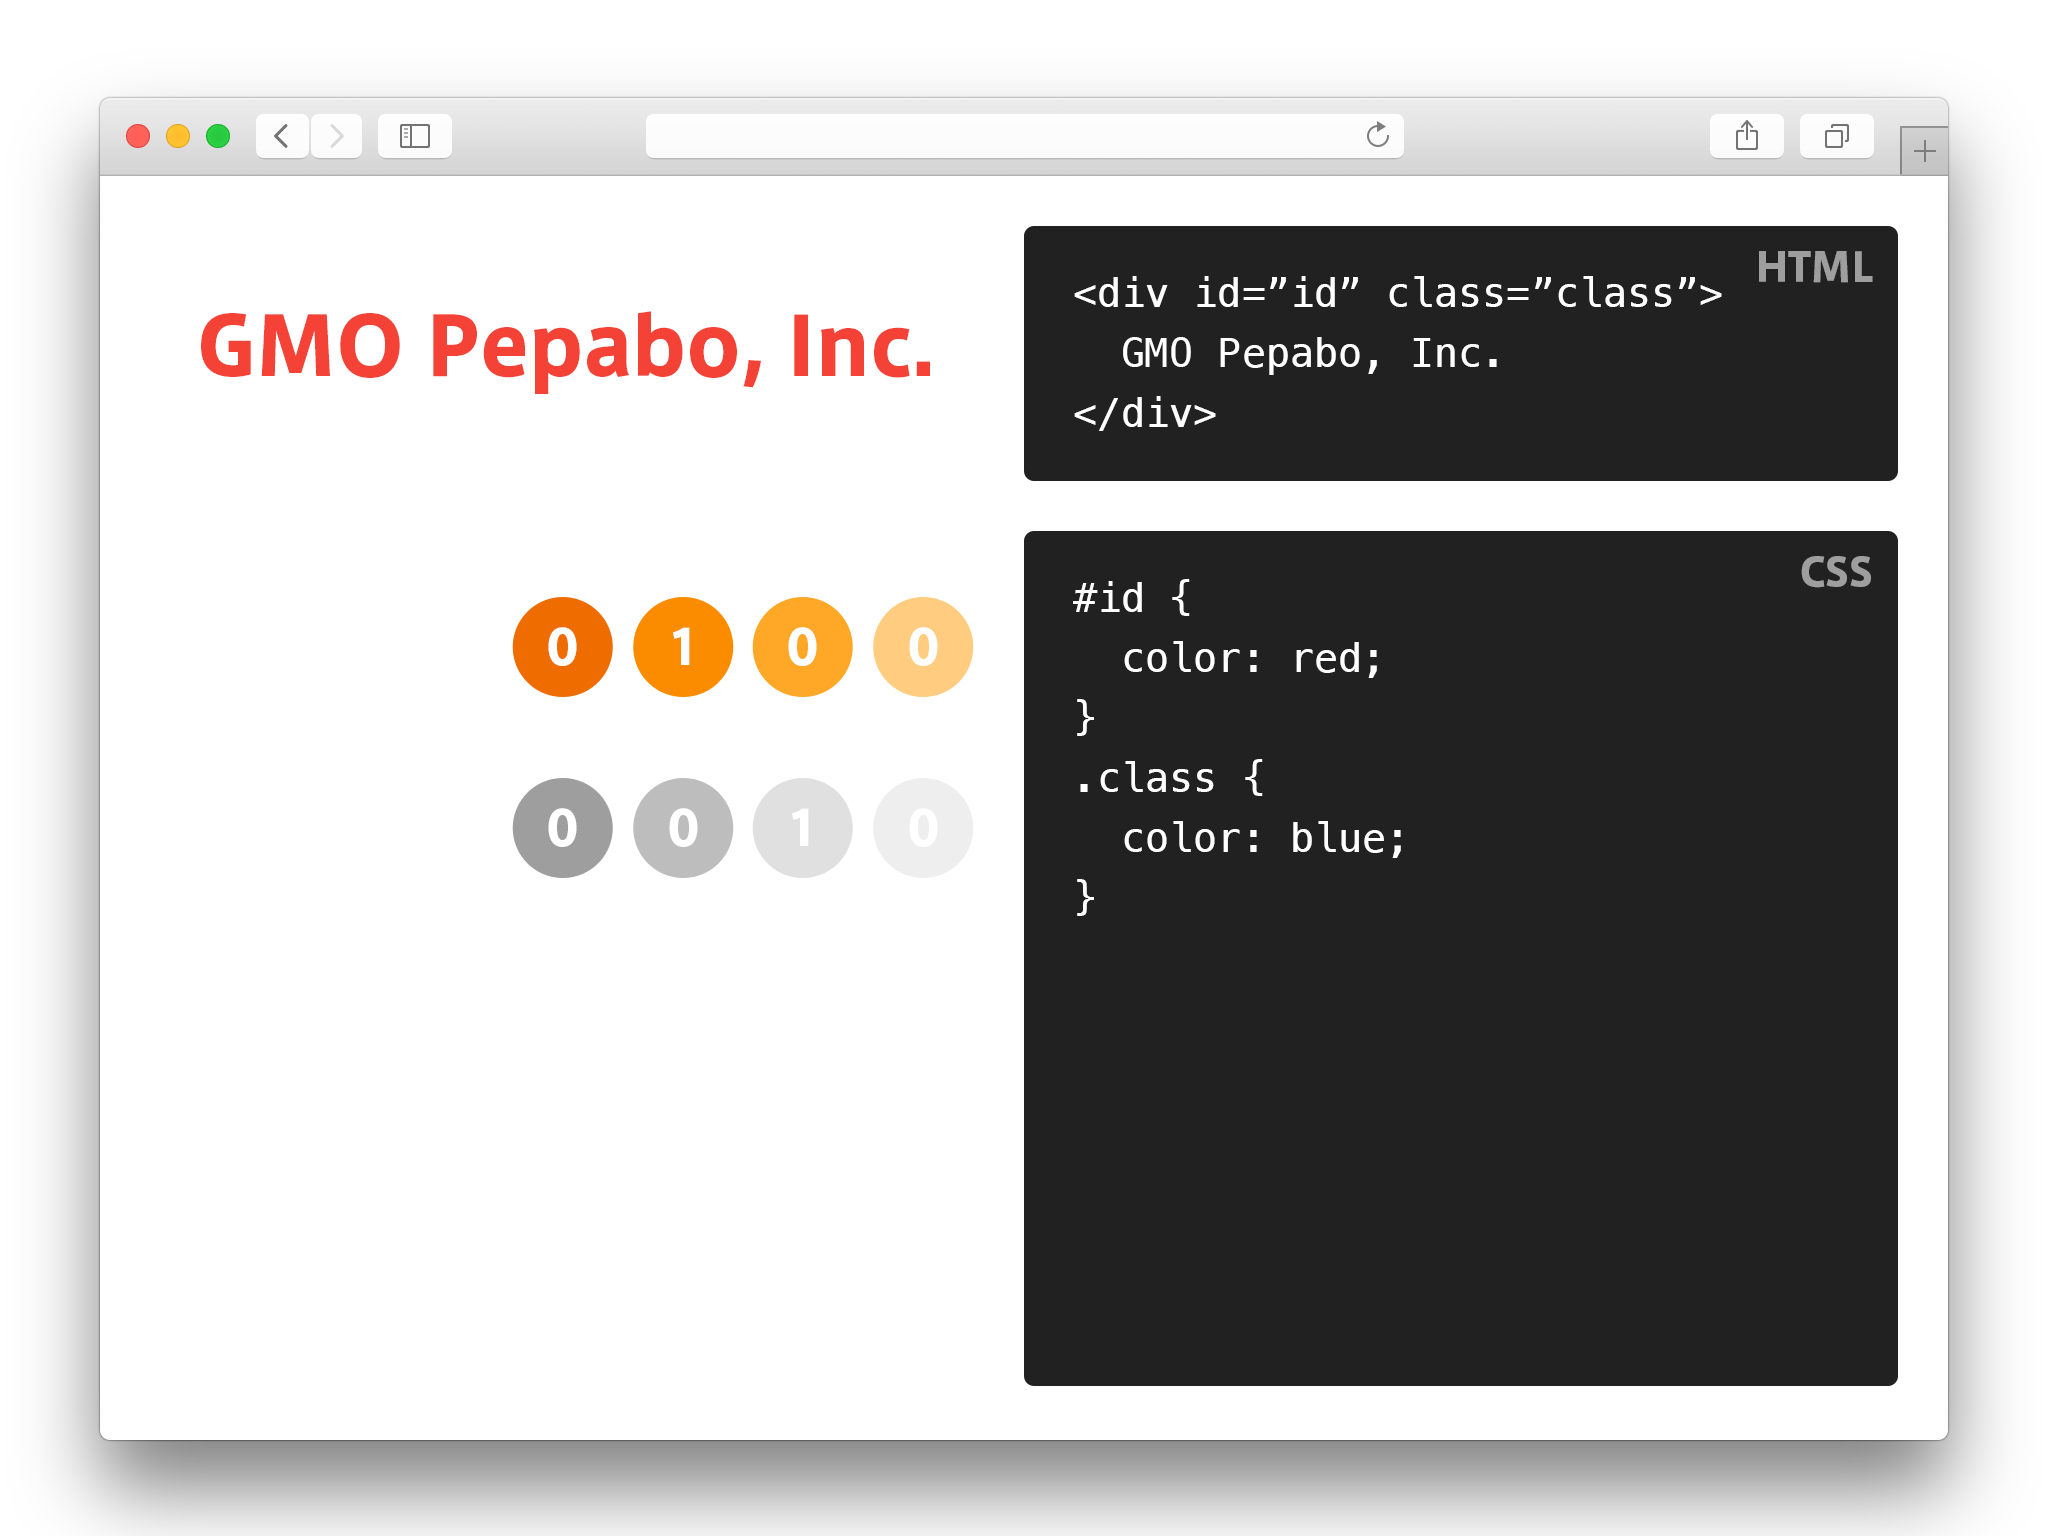 GMO Pepabo, Inc.
0 1 0 0
0 0 1 0
HTML
<div id=”id” class=”class”>
  GMO Pepabo, Inc.
</div>
CSS
#id {
  color: red;
}
.class {
  color: blue;
}